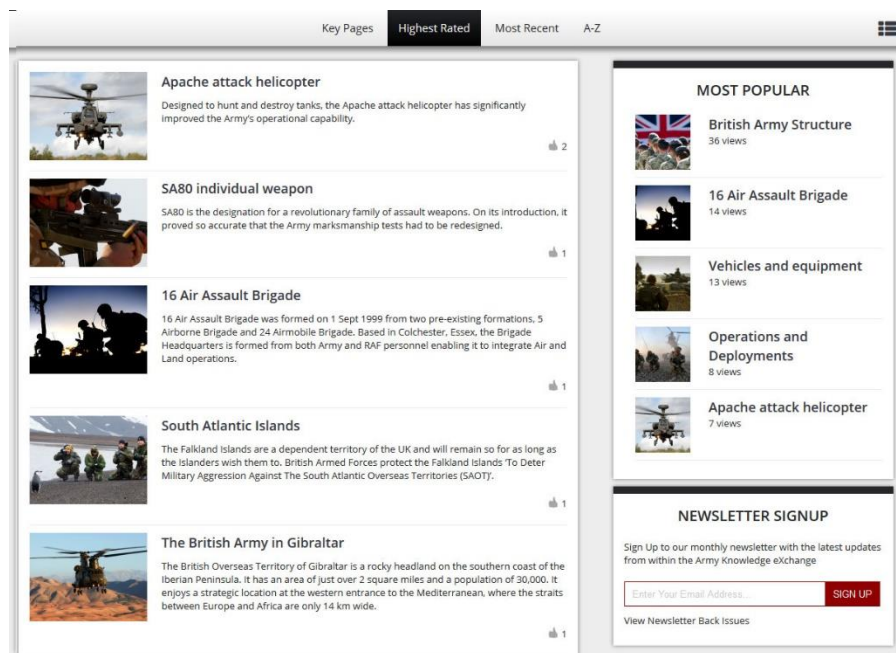 Key Pages
Highest Rated
Most Recent
A-Z
Apache attack helicopter
Designed to hunt and destroy tanks, the Apache attack helicopter has significantly
improved the Army's operational capability.
2
SA80 individual weapon
SA80 is the designation for a revolutionary family of assault weapons. On its introduction, it
proved so accurate that the Army marksmanship tests had to be redesigned.
1
16 Air Assault Brigade
16 Air Assault Brigade was formed on 1 Sept 1999 from two pre-existing formations, 5
Airborne Brigade and 24 Airmobile Brigade. Based in Colchester, Essex, the Brigade
Headquarters is formed from both Army and RAF personnel enabling it to integrate Air and
Land operations.
1
South Atlantic Islands
The Falkland Islands are a dependent territory of the UK and will remain so for as long as
the Islanders wish them to. British Armed Forces protect the Falkland Islands 'To Deter
Military Aggression Against The South Atlantic Overseas Territories (SAOT)'.
1
The British Army in Gibraltar
The British Overseas Territory of Gibraltar is a rocky headland on the southern coast of the
Iberian Peninsula. It has an area of just over 2 square miles and a population of 30,000. It
enjoys a strategic location at the western entrance to the Mediterranean, where the straits
between Europe and Africa are only 14 km wide.
1
MOST POPULAR
British Army Structure
36 views
16 Air Assault Brigade
14 views
Vehicles and equipment
13 views
Operations and
Deployments
8 views
Apache attack helicopter
7 views
NEWSLETTER SIGNUP
Sign Up to our monthly newsletter with the latest updates
from within the Army Knowledge eXchange
Enter Your Email Address...
SIGN UP
View Newsletter Back Issues